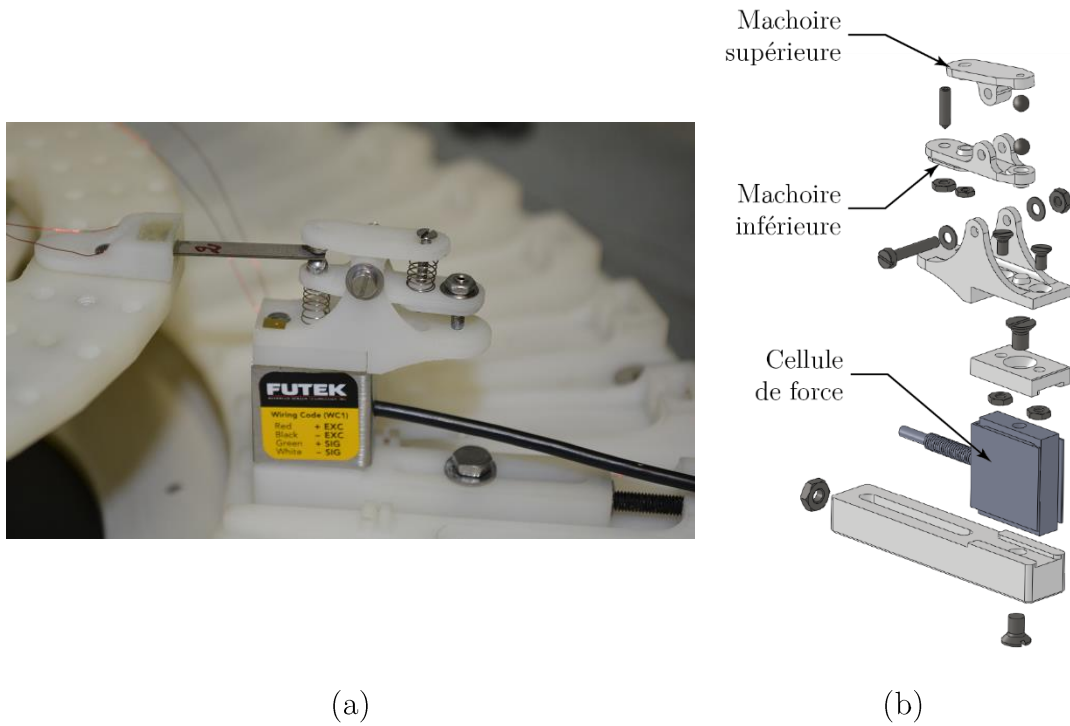 Machoire
supérieure
Machoire
inférieure
Cellule
de force
FUTEK
Wiring Code (WC1)
Red + EXC
Black – EXC
Green + SIG
White – SIG
(a)
(b)